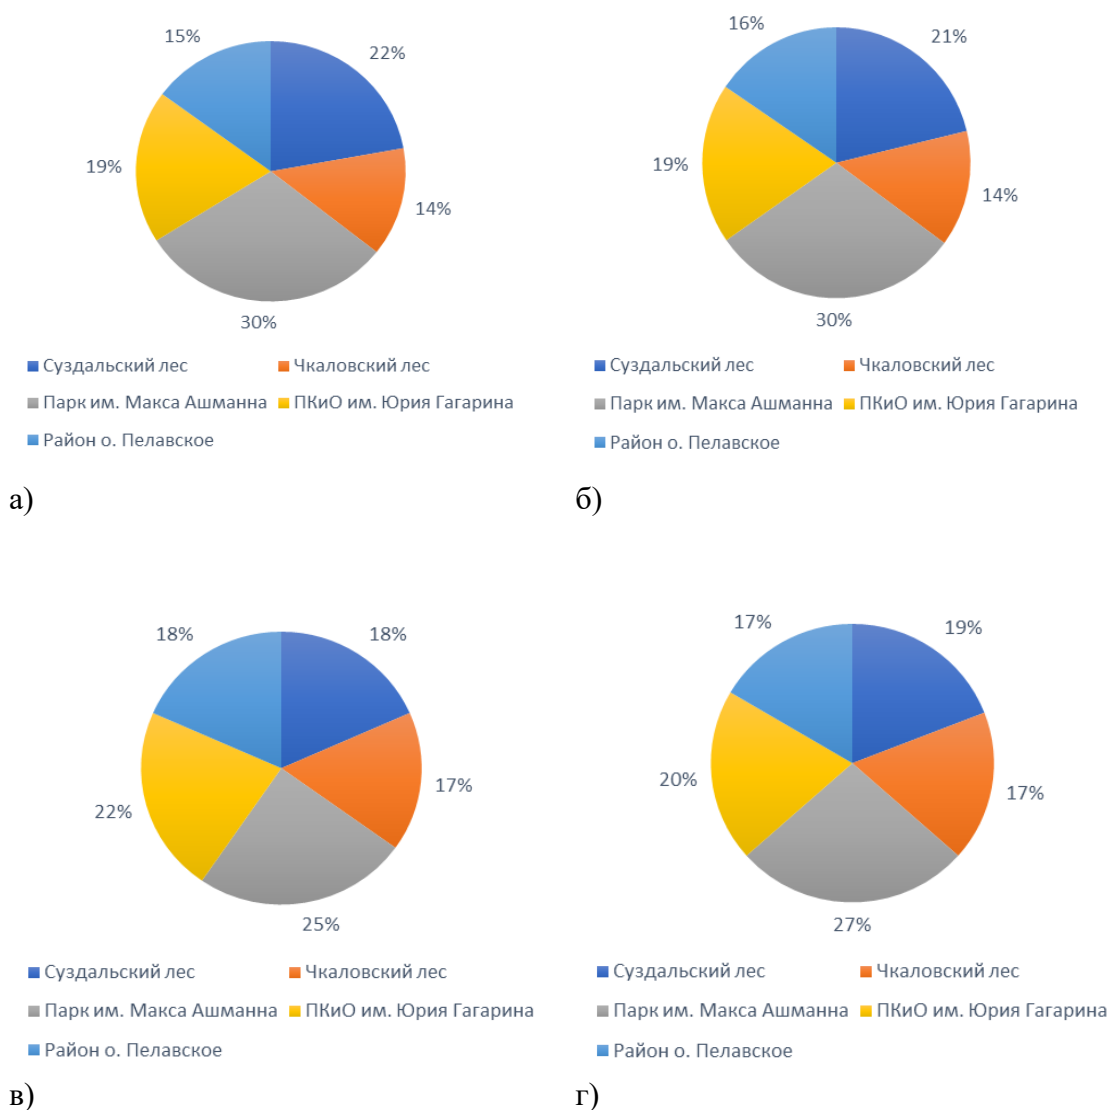 15%
22%
19%
14%
30%
Суздальский лес Чкаловский лес
Парк им. Макса Ашманна ПКиО им. Юрия Гагарина
Район о. Пелавское
а)
16%
21%
19%
14%
30%
Суздальский лес Чкаловский лес
Парк им. Макса Ашманна ПКиО им. Юрия Гагарина
Район о. Пелавское
б)
18%
18%
17%
22%
25%
Суздальский лес Чкаловский лес
Парк им. Макса Ашманна ПКиО им. Юрия Гагарина
Район о. Пелавское
в)
17%
19%
20%
17%
27%
Суздальский лес Чкаловский лес
Парк им. Макса Ашманна ПКиО им. Юрия Гагарина
Район о. Пелавское
г)